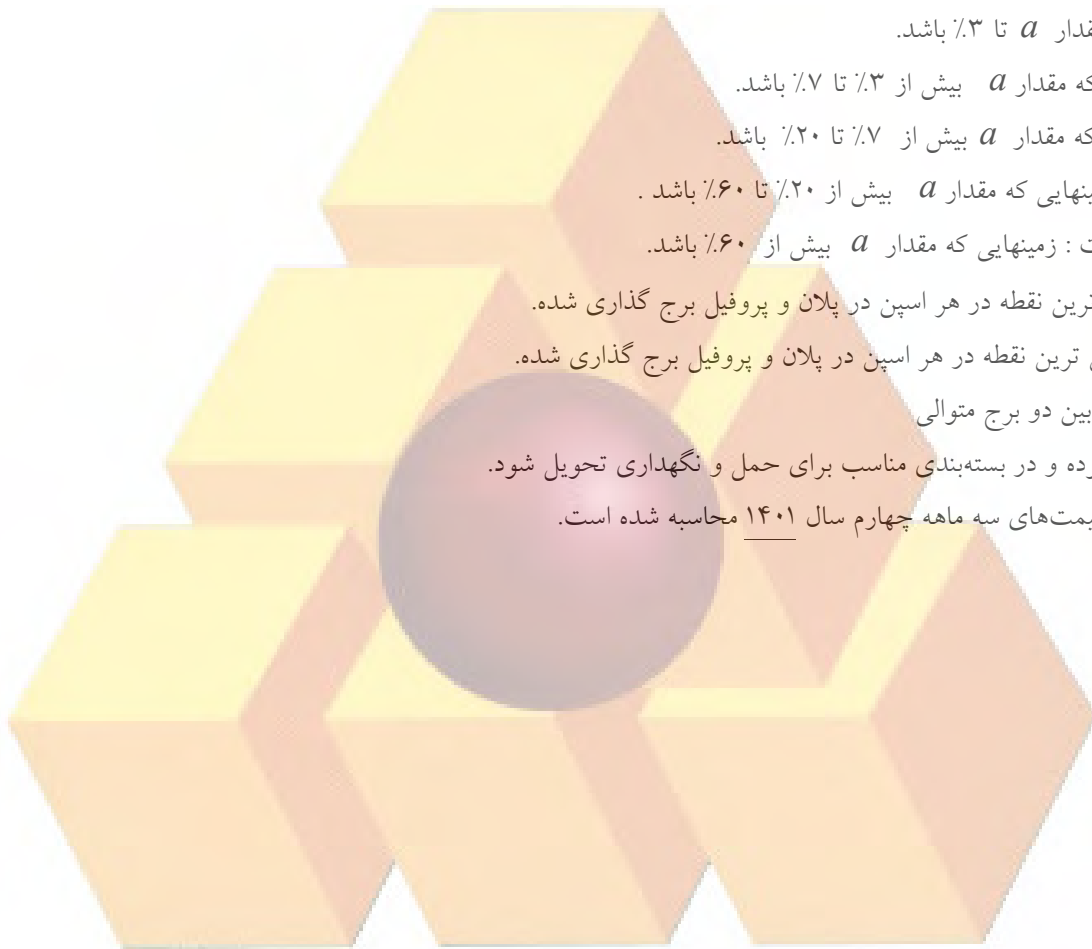 مقدار a تا ۳٪ باشد.
که مقدار a بیش از ۳٪ تا ۷٪ باشد.
که مقدار a بیش از ۷٪ تا ۲۰٪ باشد.
که مقدار a بیش از ۲۰٪ تا ۶۰٪ باشد .
: زمینهایی که مقدار a بیش از ۶۰٪ باشد.
ترین نقطه در هر اسپن در پلان و پروفیل برج گذاری شده.
ترین نقطه در هر اسپن در پلان و پروفیل برج گذاری شده.
بین دو برج متوالی
و در بسته‌بندی مناسب برای حمل و نگهداری تحویل شود.
سه ماهه چهارم سال ۱۴۰۱ محاسبه شده است.